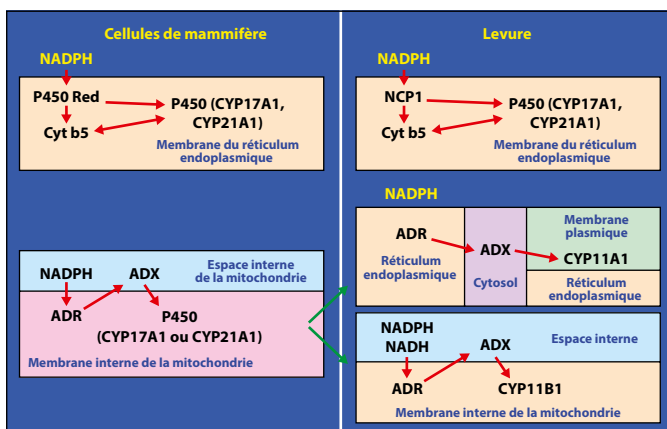 Cellules de mammifère
NADPH
P450 Red
P450 (CYP17A1,
CYP21A1)
Cyt b5
Membrane du réticulum
endoplasmique
Espace interne
de la mitochondrie
NADPH
ADX
ADR
P450
(CYP17A1 ou CYP21A1)
Membrane interne de la mitochondrie
Levure
NADPH
NCP1
P450 (CYP17A1,
CYP21A1)
Cyt b5
Membrane du réticulum
endoplasmique
NADPH
ADR
Réticulum
endoplasmique
ADX
Cytosol
Membrane
plasmique
CYP11A1
Réticulum
endoplasmique
NADPH
NADH
ADX
Espace interne
ADR
CYP11B1
Membrane interne de la mitochondrie